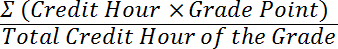 Σ (Credit Hour × Grade Point)
Total Credit Hour of the Grade